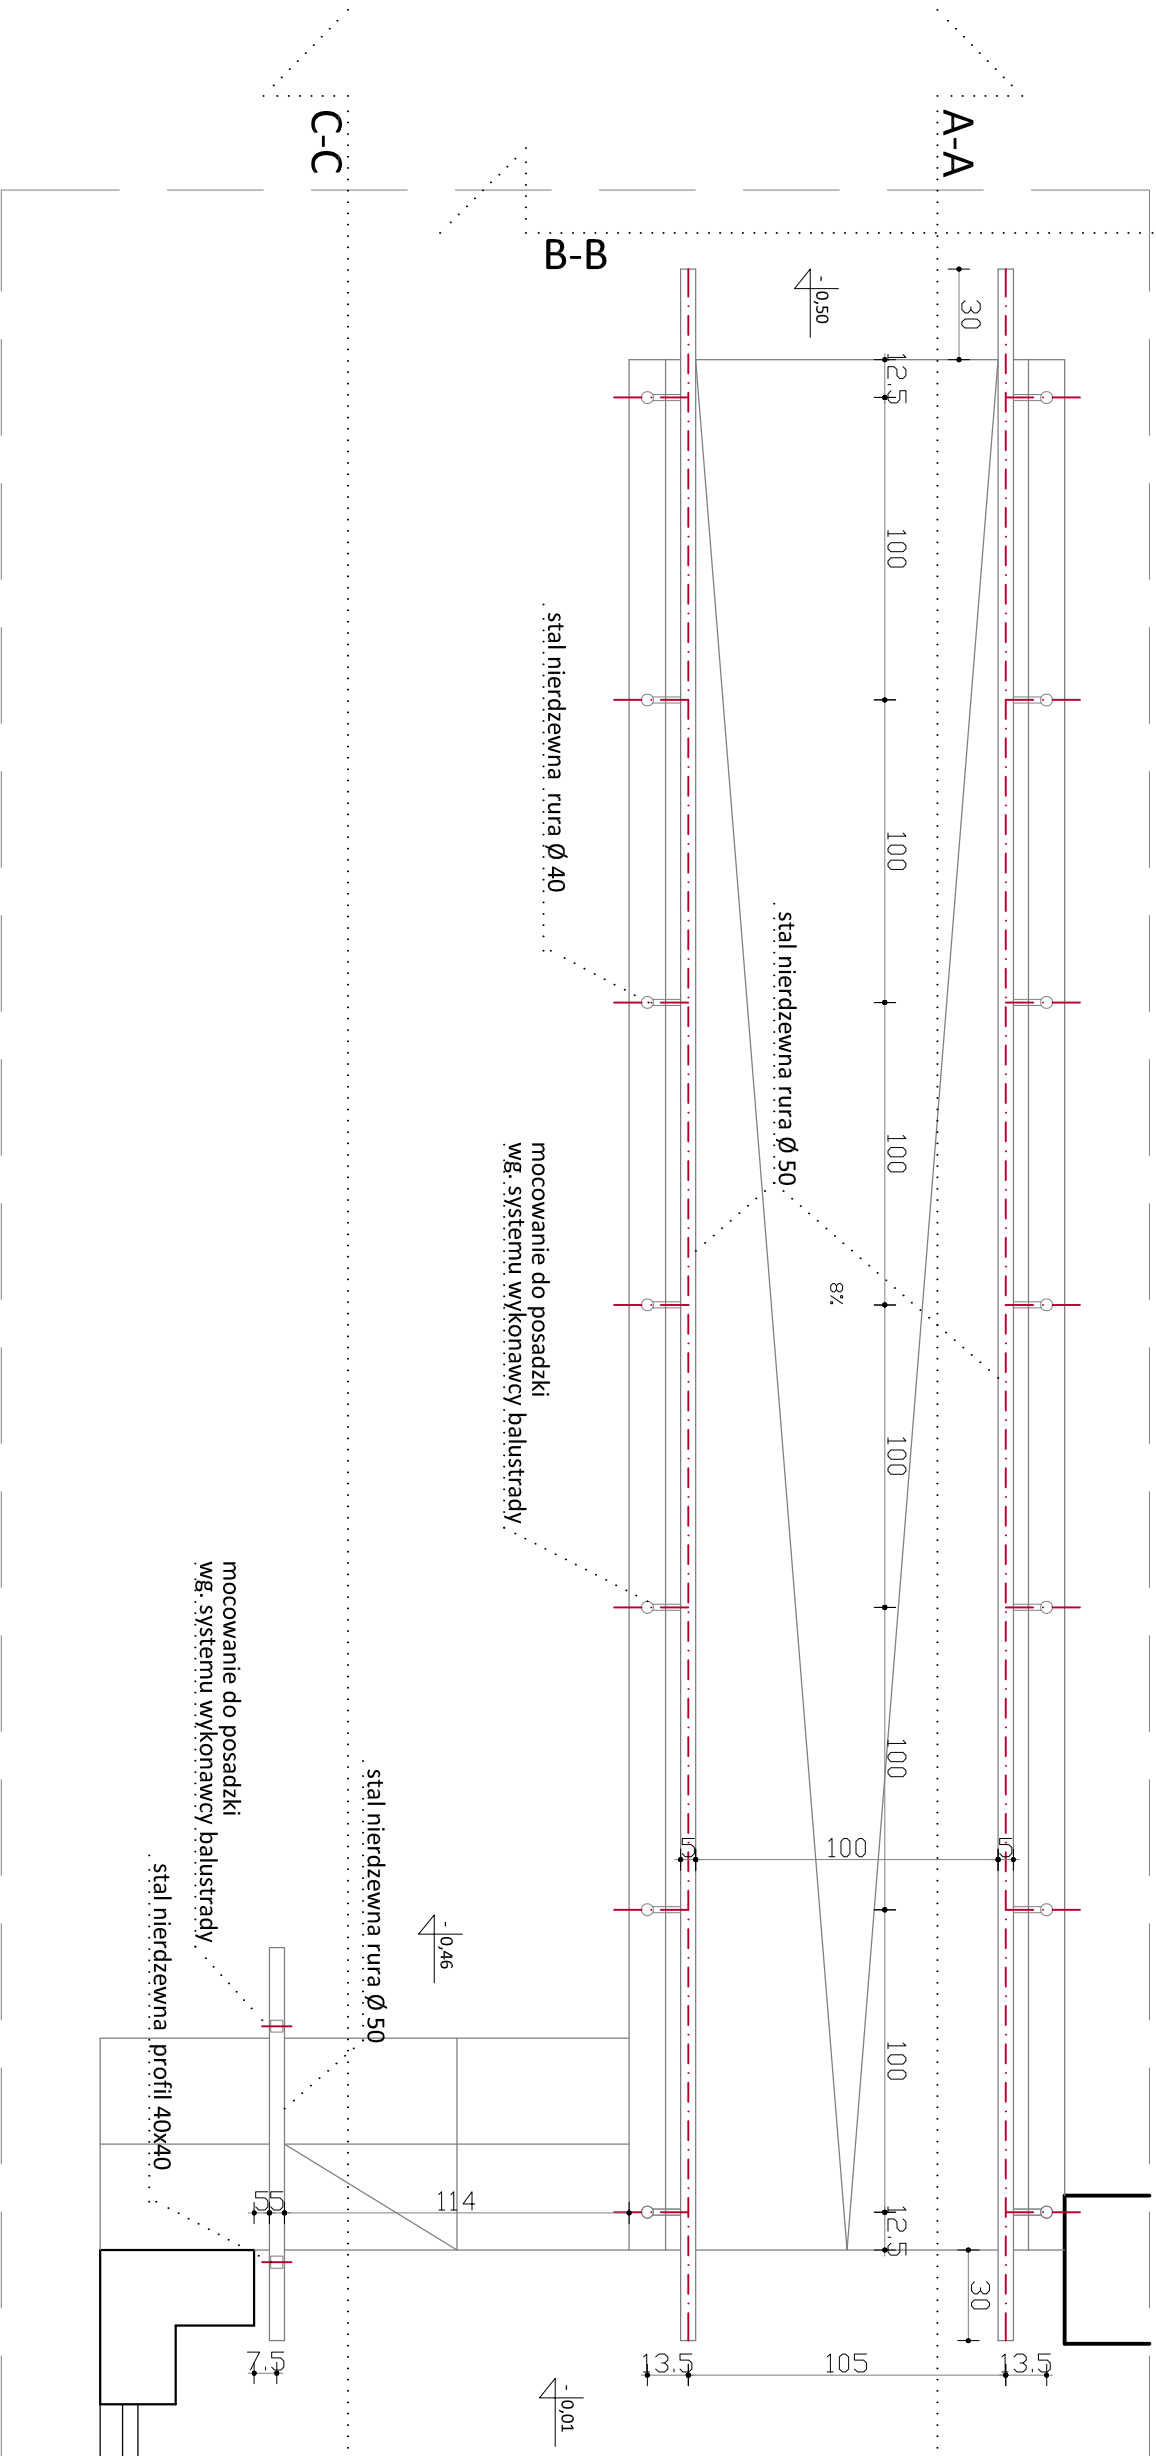 C-C
A-A
B-B
-0,50
30
12.5
100
100
100
100
100
100
stal nierdzewna rura Ø 40
stal nierdzewna rura Ø 50
8%
mocowanie do posadzki
wg. systemu wykonawcy balustrady
mocowanie do posadzki
wg. systemu wykonawcy balustrady
stal nierdzewna rura Ø 50
stal nierdzewna profil 40x40
5
100
5
-0,46
5
5
114
12.5
30
7.5
13.5
105
13.5
-0,01